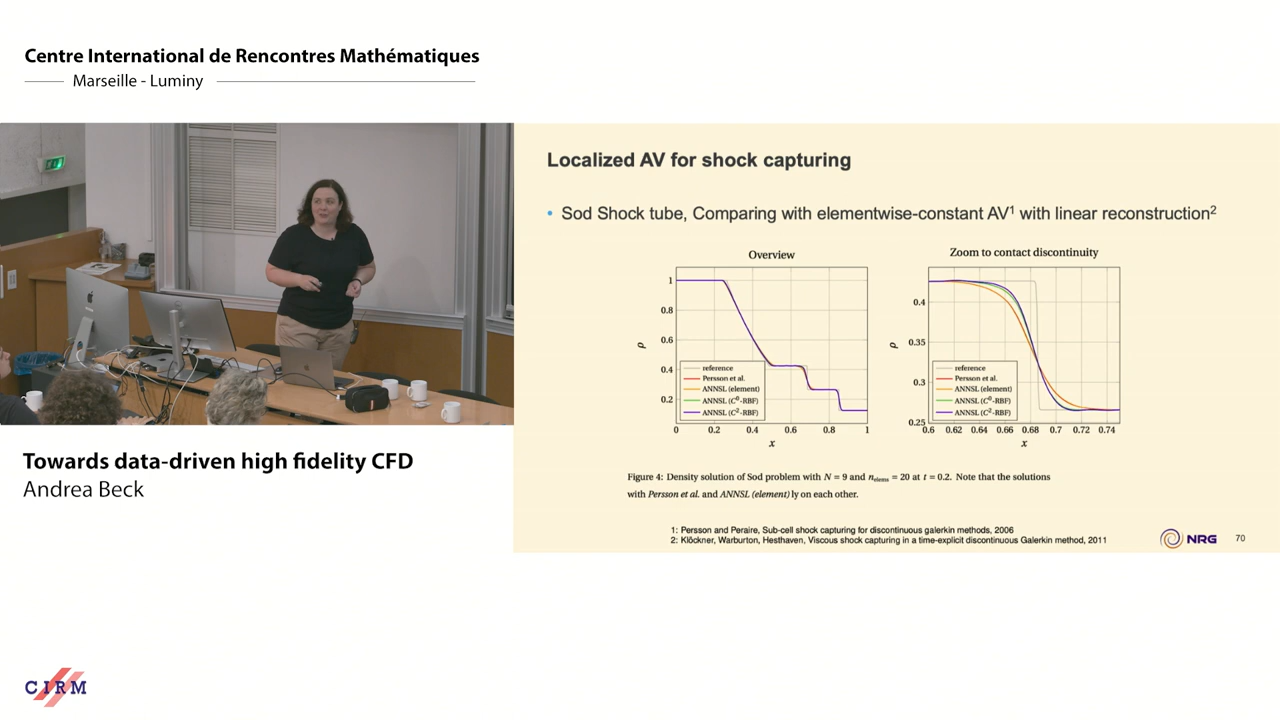 Centre International de Rencontres Mathématiques
Marseille - Luminy
Localized AV for shock capturing
• Sod Shock tube, Comparing with elementwise-constant AV¹ with linear reconstruction²
Overview
1
0.8
0.6
0.4
0.2
ρ
reference
Persson et al.
ANNSL (element)
ANNSL (C⁰-RBF)
ANNSL (C²-RBF)
0 0.2 0.4 0.6 0.8 1
x
Zoom to contact discontinuity
0.4
0.35
0.3
0.25
ρ
reference
Persson et al.
ANNSL (element)
ANNSL (C⁰-RBF)
ANNSL (C²-RBF)
0.6 0.62 0.64 0.66 0.68 0.7 0.72 0.74
x
Figure 4: Density solution of Sod problem with N = 9 and nelems = 20 at t = 0.2. Note that the solutions
with Persson et al. and ANNSL (element) ly on each other.
1: Persson and Peraire, Sub-cell shock capturing for discontinuous galerkin methods, 2006
2: Klöckner, Warburton, Hesthaven, Viscous shock capturing in a time-explicit discontinuous Galerkin method, 2011
NRG 70
Towards data-driven high fidelity CFD
Andrea Beck
CIRM